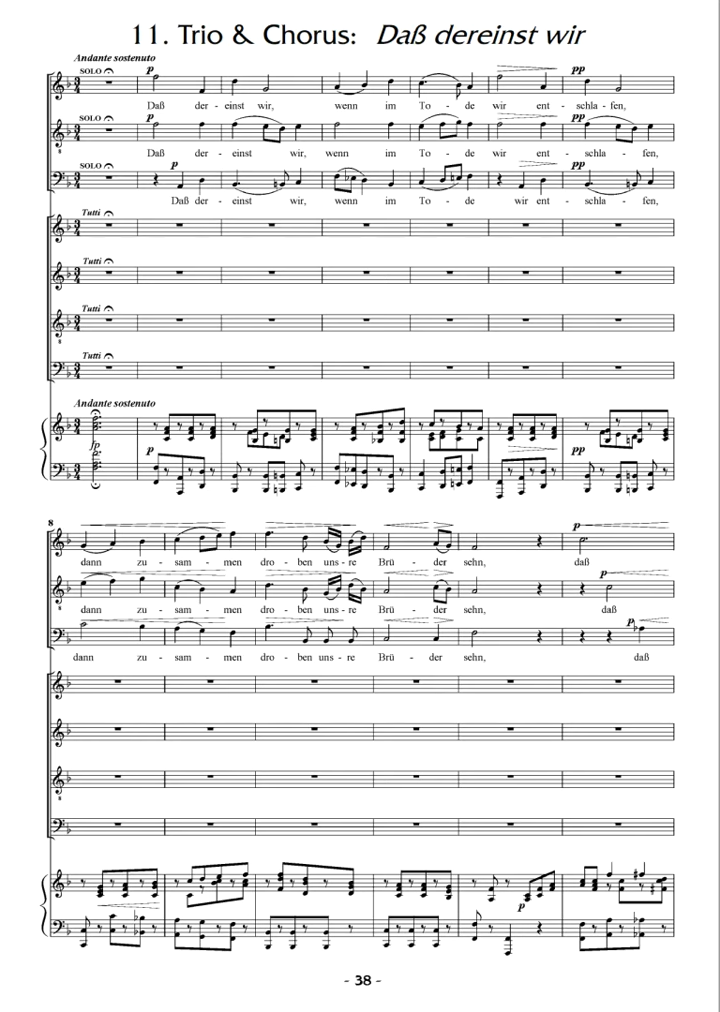 11. Trio & Chorus: Daß dereinst wir
Andante sostenuto
SOLO p pp
Daß der- einst wir, wenn im To- de wir ent- schla- fen,
SOLO p pp
Daß der- einst wir, wenn im To- de wir ent- schla- fen,
SOLO p pp
Daß der- einst wir, wenn im To- de wir ent- schla- fen,
Tutti
Tutti
Tutti
Tutti
Andante sostenuto
fp p pp
8 p
dann zu- sam- men dro- ben uns- re Brü- der sehn, daß
p
dann zu- sam- men dro- ben uns- re Brü- der sehn, daß
p
dann zu- sam- men dro- ben uns- re Brü- der sehn, daß
p
- 38 -